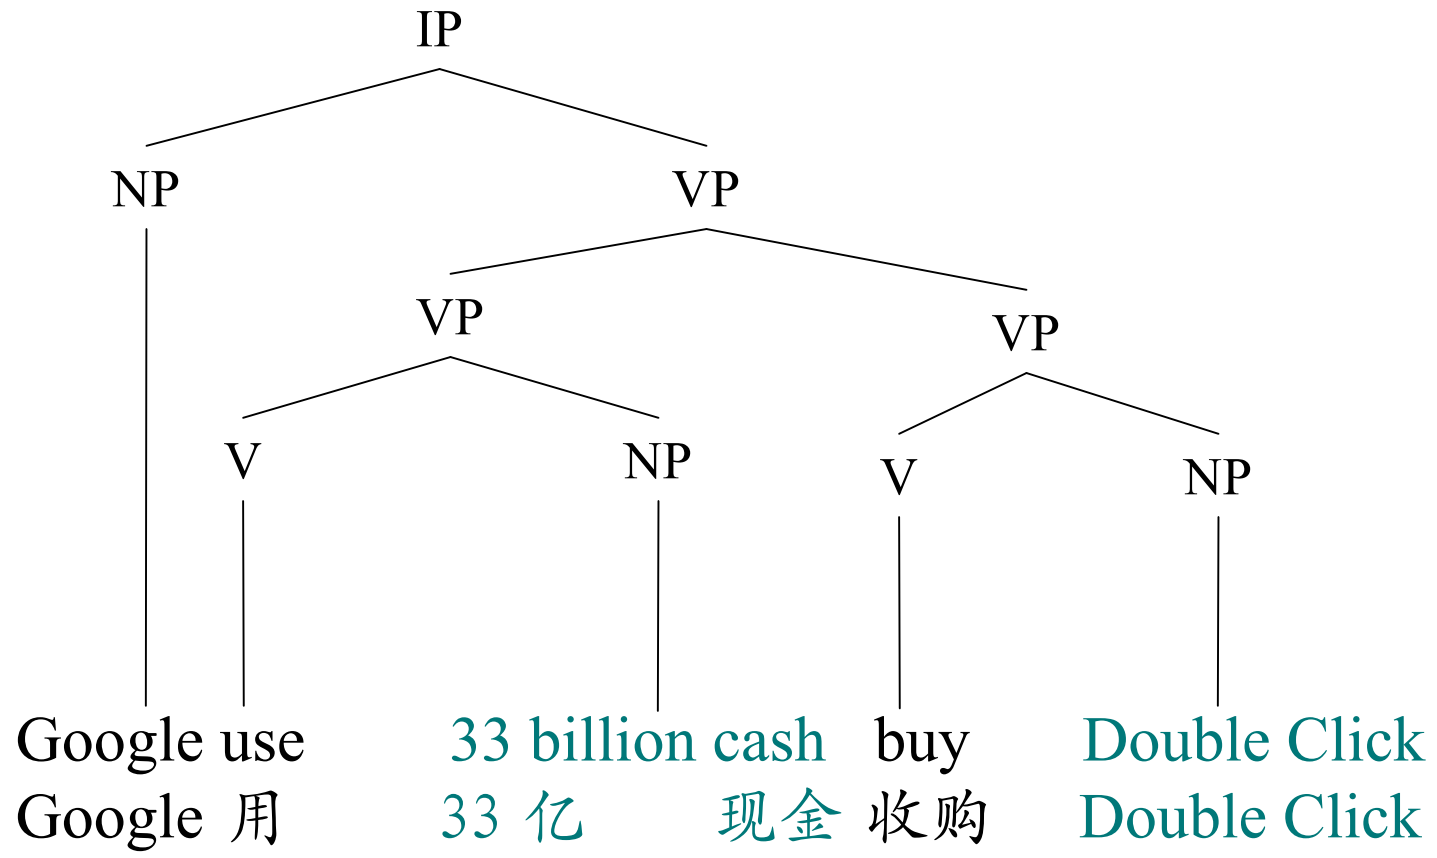 IP
NP VP
VP VP
V NP V NP
Google use 33 billion cash buy Double Click
Google 用 33 亿 现金 收购 Double Click